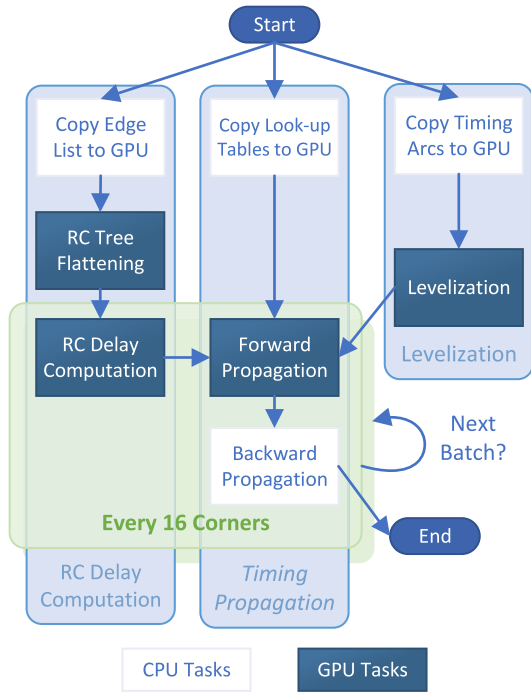 Start
Copy Edge
List to GPU
Copy Look-up
Tables to GPU
Copy Timing
Arcs to GPU
RC Tree
Flattening
Levelization
RC Delay
Computation
Forward
Propagation
Levelization
Backward
Propagation
Next
Batch?
Every 16 Corners
End
RC Delay
Computation
Timing
Propagation
CPU Tasks
GPU Tasks